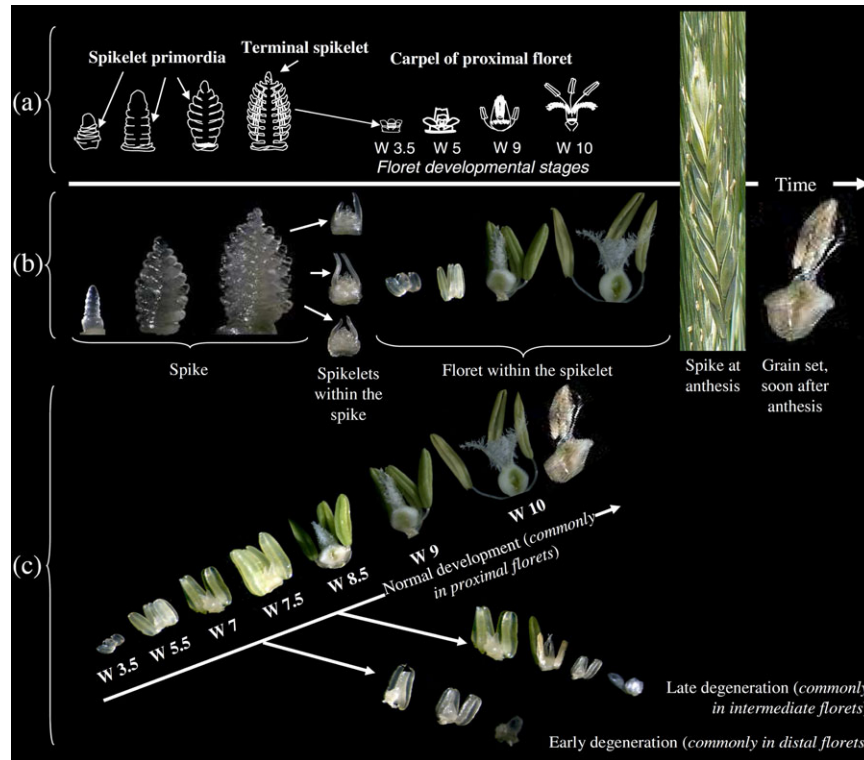 (a)
Spikelet primordia
Terminal spikelet
Carpel of proximal floret
W 3.5 W 5 W 9 W 10
Floret developmental stages
Time
(b)
Spike
Spikelets
within the
spike
Floret within the spikelet
Spike at
anthesis
Grain set,
soon after
anthesis
(c)
W 3.5
W 5.5
W 7
W 7.5
W 8.5
W 9
W 10
Normal development (commonly
in proximal florets)
Late degeneration (commonly
in intermediate florets
Early degeneration (commonly in distal florets